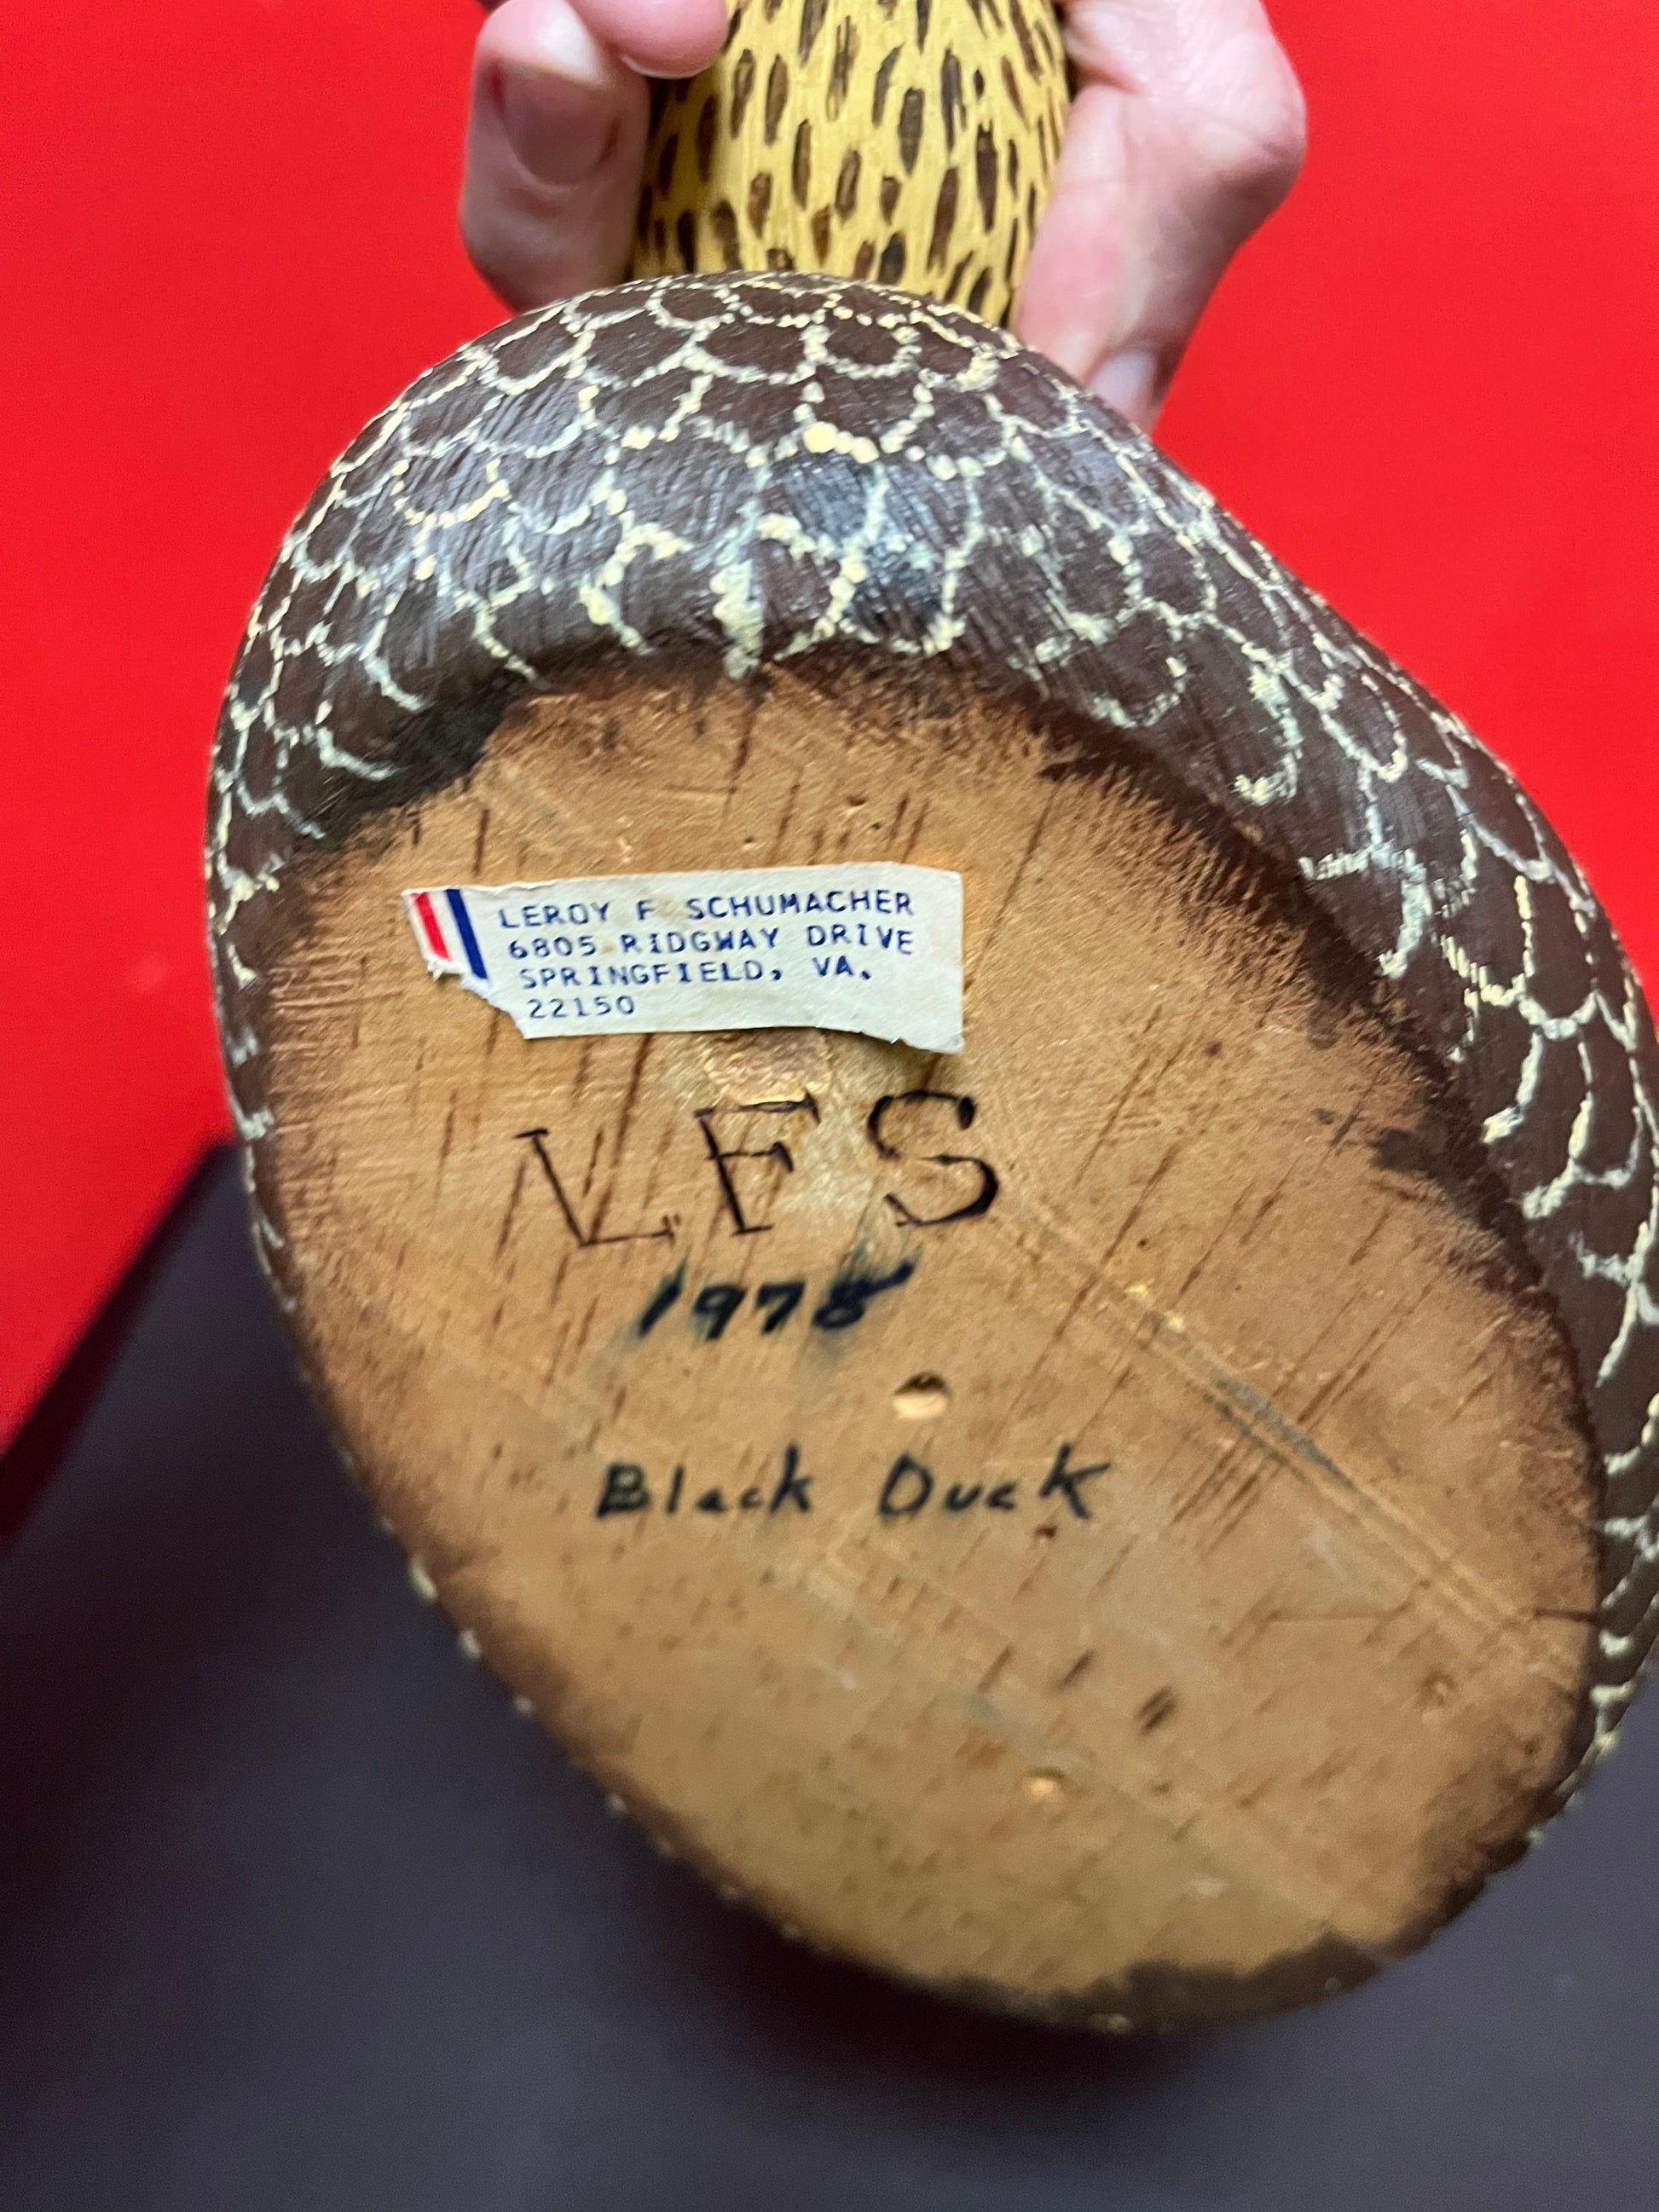 LEROY F SCHUMACHER
6805 RIDGWAY DRIVE
SPRINGFIELD, VA.
22150
LFS
1978
Black Duck